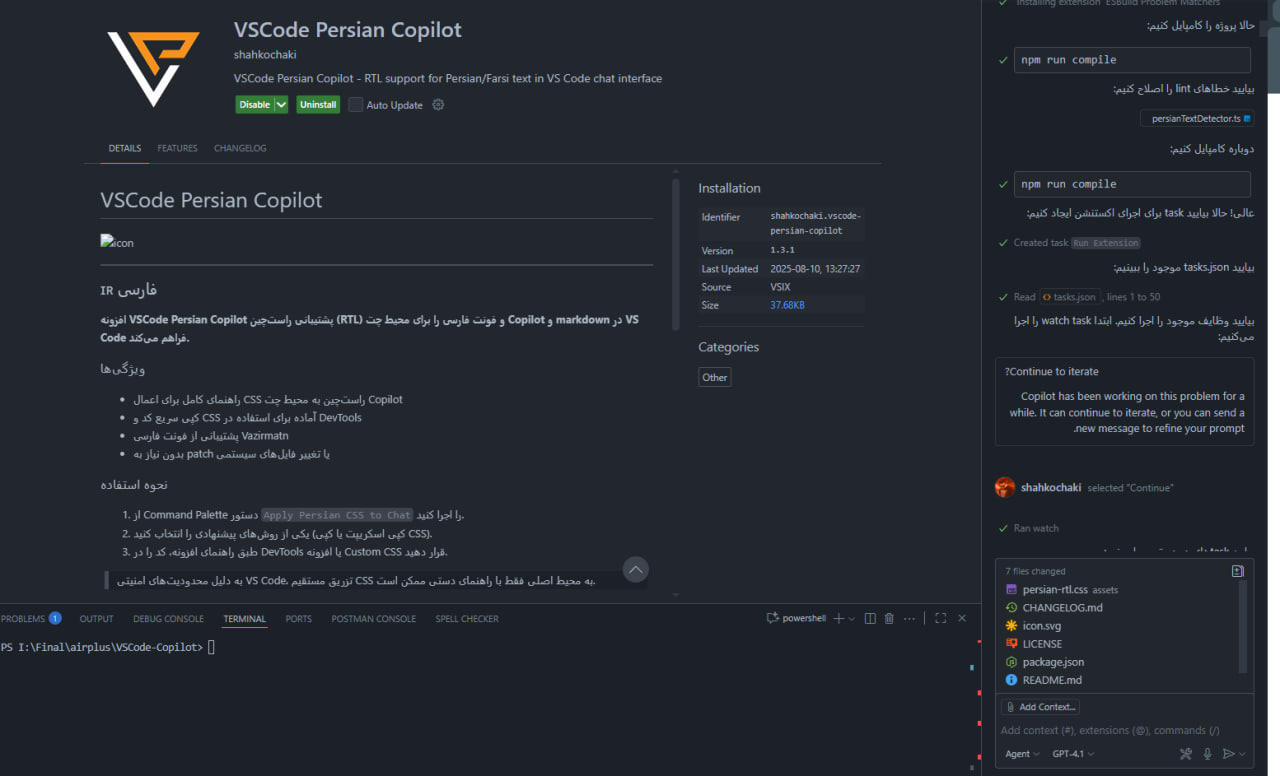 VSCode Persian Copilot
shahkochaki
VSCode Persian Copilot - RTL support for Persian/Farsi text in VS Code chat interface
Disable
Uninstall
Auto Update
DETAILS
FEATURES
CHANGELOG
VSCode Persian Copilot
icon
IR فارسی
افزونه VSCode Persian Copilot پشتیبانی راست‌چین (RTL) و فونت فارسی را برای محیط چت Copilot و markdown در VS
Code فراهم می‌کند.
ویژگی‌ها
راهنمای کامل برای اعمال CSS راست‌چین به محیط چت Copilot
کپی سریع کد و CSS آماده برای استفاده در DevTools
پشتیبانی از فونت فارسی Vazirmatn
بدون نیاز به patch یا تغییر فایل‌های سیستمی
نحوه استفاده
1. از Command Palette دستور Apply Persian CSS to Chat را اجرا کنید.
2. یکی از روش‌های پیشنهادی را انتخاب کنید (کپی اسکریپت یا کپی CSS).
3. طبق راهنمای افزونه، کد را در DevTools یا افزونه Custom CSS قرار دهید.
به دلیل محدودیت‌های امنیتی VS Code، تزریق مستقیم CSS به محیط اصلی فقط با راهنمای دستی ممکن است.
Installation
Identifier
shahkochaki.vscode-
persian-copilot
Version 1.3.1
Last Updated 2025-08-10, 13:27:27
Source VSIX
Size 37.68KB
Categories
Other
PROBLEMS 1
OUTPUT
DEBUG CONSOLE
TERMINAL
PORTS
POSTMAN CONSOLE
SPELL CHECKER
powershell
PS I:\Final\airplus\VSCode-Copilot>
Installing extension 'ESBuild Problem Matchers'
حالا پروژه را کامپایل کنیم:
npm run compile
بیایید خطاهای lint را اصلاح کنیم:
persianTextDetector.ts
دوباره کامپایل کنیم:
npm run compile
عالی! حالا بیایید task برای اجرای اکستنشن ایجاد کنیم:
Created task Run Extension
بیایید tasks.json موجود را ببینیم:
Read tasks.json, lines 1 to 50
بیایید وظایف موجود را اجرا کنیم. ابتدا watch task را اجرا
می‌کنیم:
?Continue to iterate
Copilot has been working on this problem for a
while. It can continue to iterate, or you can send a
.new message to refine your prompt
shahkochaki selected "Continue"
Ran watch
7 files changed
persian-rtl.css assets
CHANGELOG.md
icon.svg
LICENSE
package.json
README.md
Add Context...
Add context (#), extensions (@), commands (/)
Agent
GPT-4.1